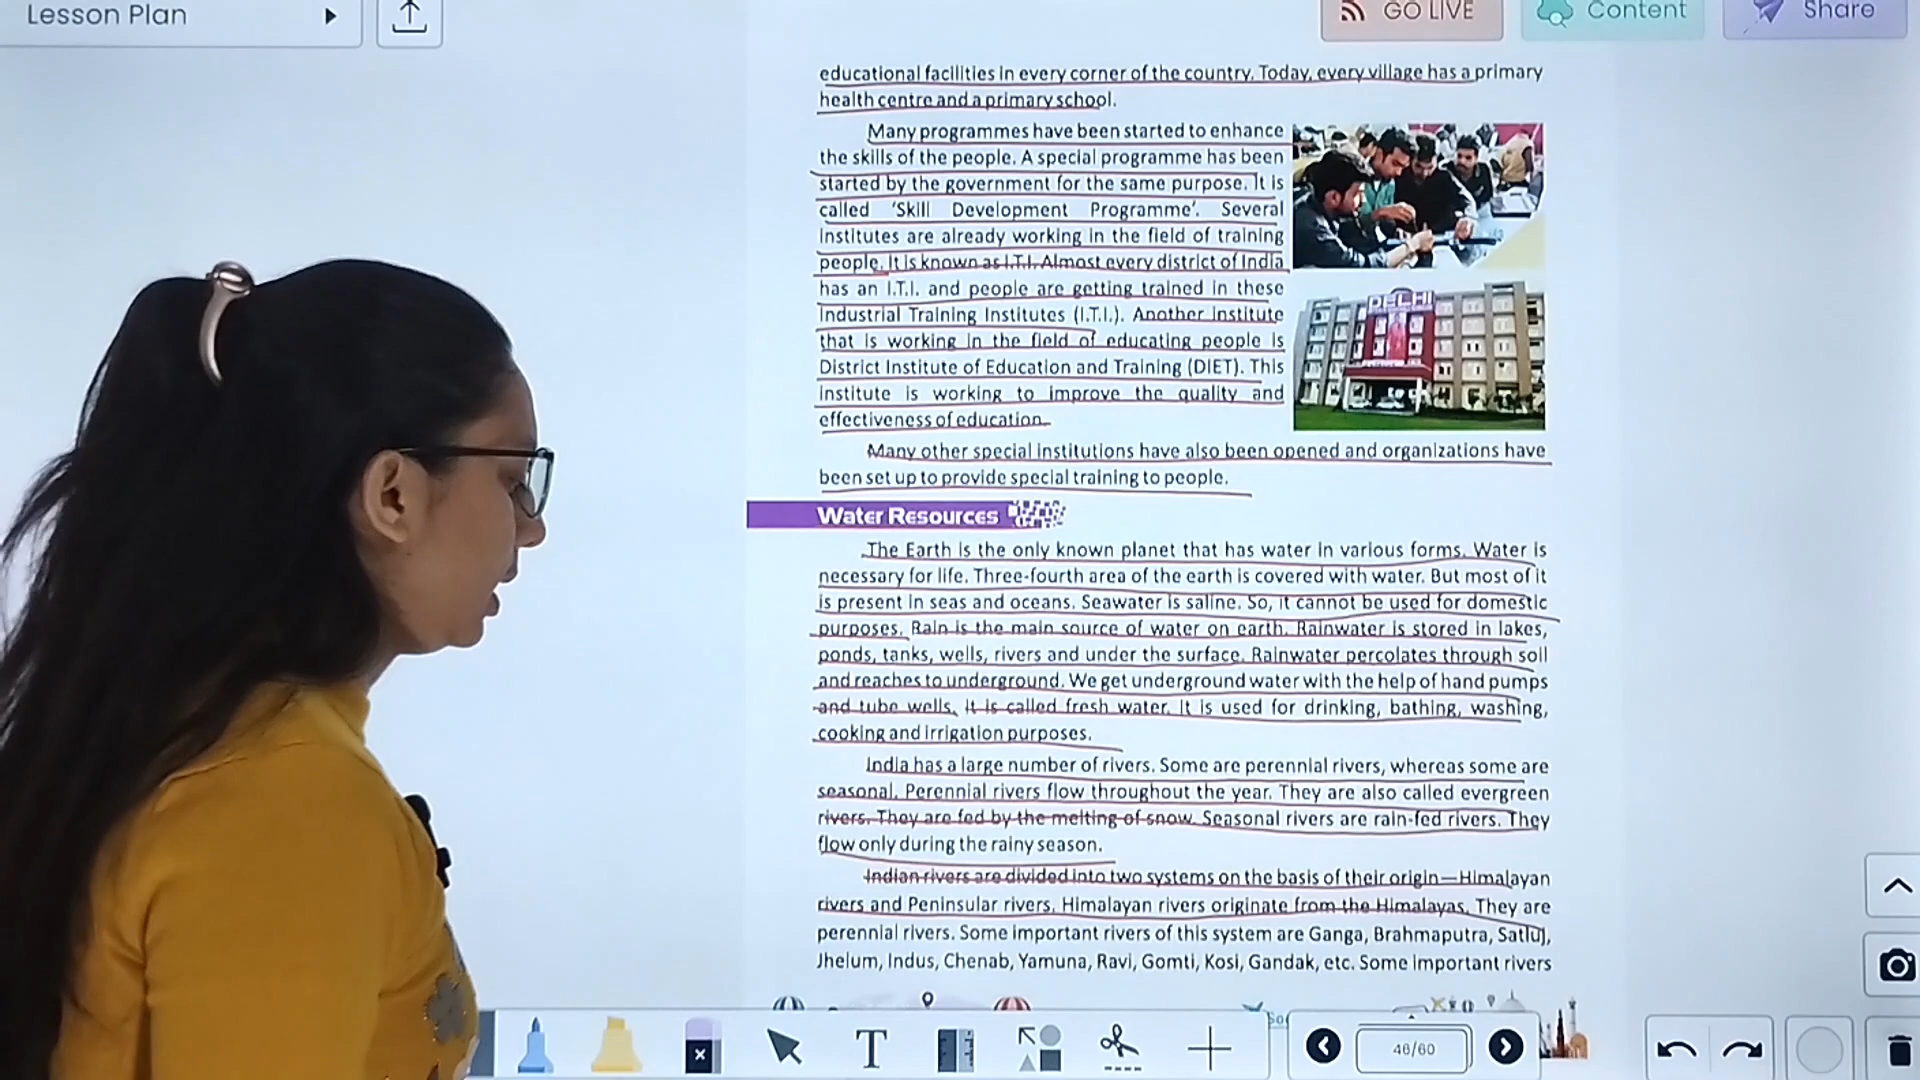 Lesson Plan
GO LIVE
Content
Share
educational facilities in every corner of the country. Today, every village has a primary
health centre and a primary school.
Many programmes have been started to enhance
the skills of the people. A special programme has been
started by the government for the same purpose. It is
called ‘Skill Development Programme’. Several
institutes are already working in the field of training
people. It is known as I.T.I. Almost every district of India
has an I.T.I. and people are getting trained in these
Industrial Training Institutes (I.T.I.). Another institute
that is working in the field of educating people is
District Institute of Education and Training (DIET). This
institute is working to improve the quality and
effectiveness of education.
DELHI
Many other special institutions have also been opened and organizations have
been set up to provide special training to people.
Water Resources
The Earth is the only known planet that has water in various forms. Water is
necessary for life. Three-fourth area of the earth is covered with water. But most of it
is present in seas and oceans. Seawater is saline. So, it cannot be used for domestic
purposes. Rain is the main source of water on earth. Rainwater is stored in lakes,
ponds, tanks, wells, rivers and under the surface. Rainwater percolates through soil
and reaches to underground. We get underground water with the help of hand pumps
and tube wells. It is called fresh water. It is used for drinking, bathing, washing,
cooking and irrigation purposes.
India has a large number of rivers. Some are perennial rivers, whereas some are
seasonal. Perennial rivers flow throughout the year. They are also called evergreen
rivers. They are fed by the melting of snow. Seasonal rivers are rain-fed rivers. They
flow only during the rainy season.
Indian rivers are divided into two systems on the basis of their origin—Himalayan
rivers and Peninsular rivers. Himalayan rivers originate from the Himalayas. They are
perennial rivers. Some important rivers of this system are Ganga, Brahmaputra, Satluj,
Jhelum, Indus, Chenab, Yamuna, Ravi, Gomti, Kosi, Gandak, etc. Some important rivers
T
46/60